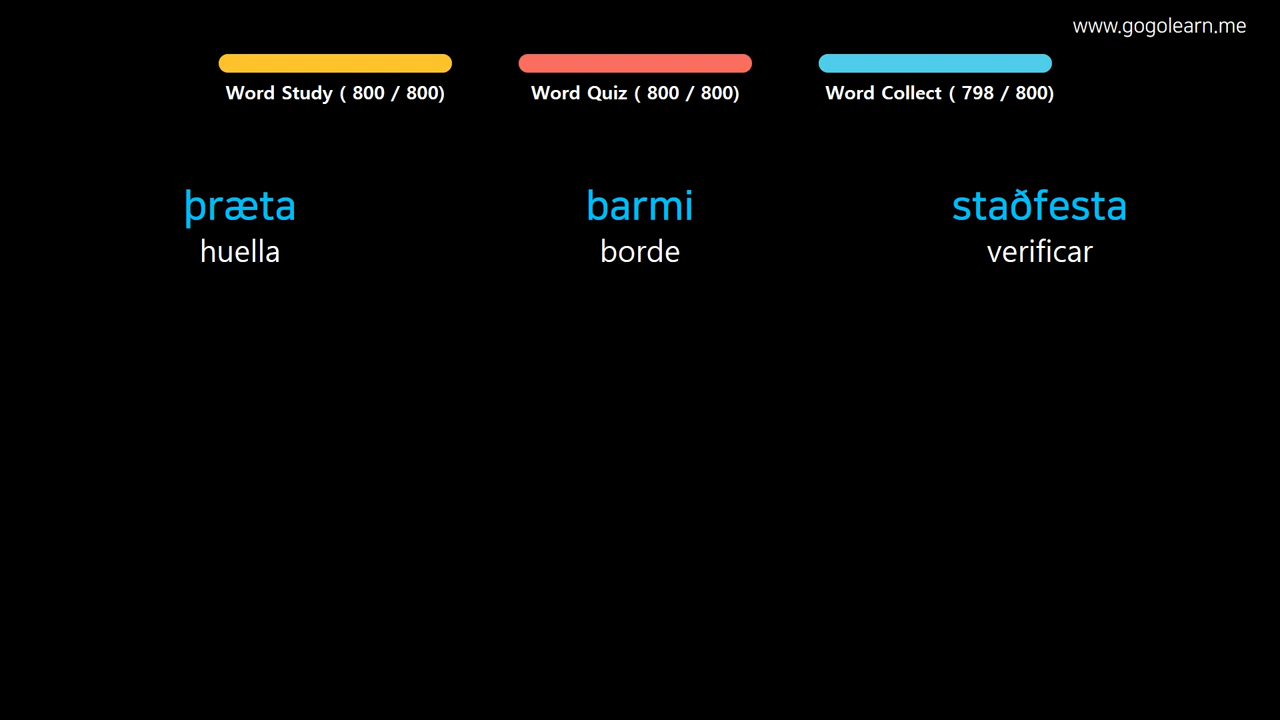 www.gogolearn.me
Word Study ( 800 / 800)
Word Quiz ( 800 / 800)
Word Collect ( 798 / 800)
þræta
barmi
staðfesta
huella
borde
verificar